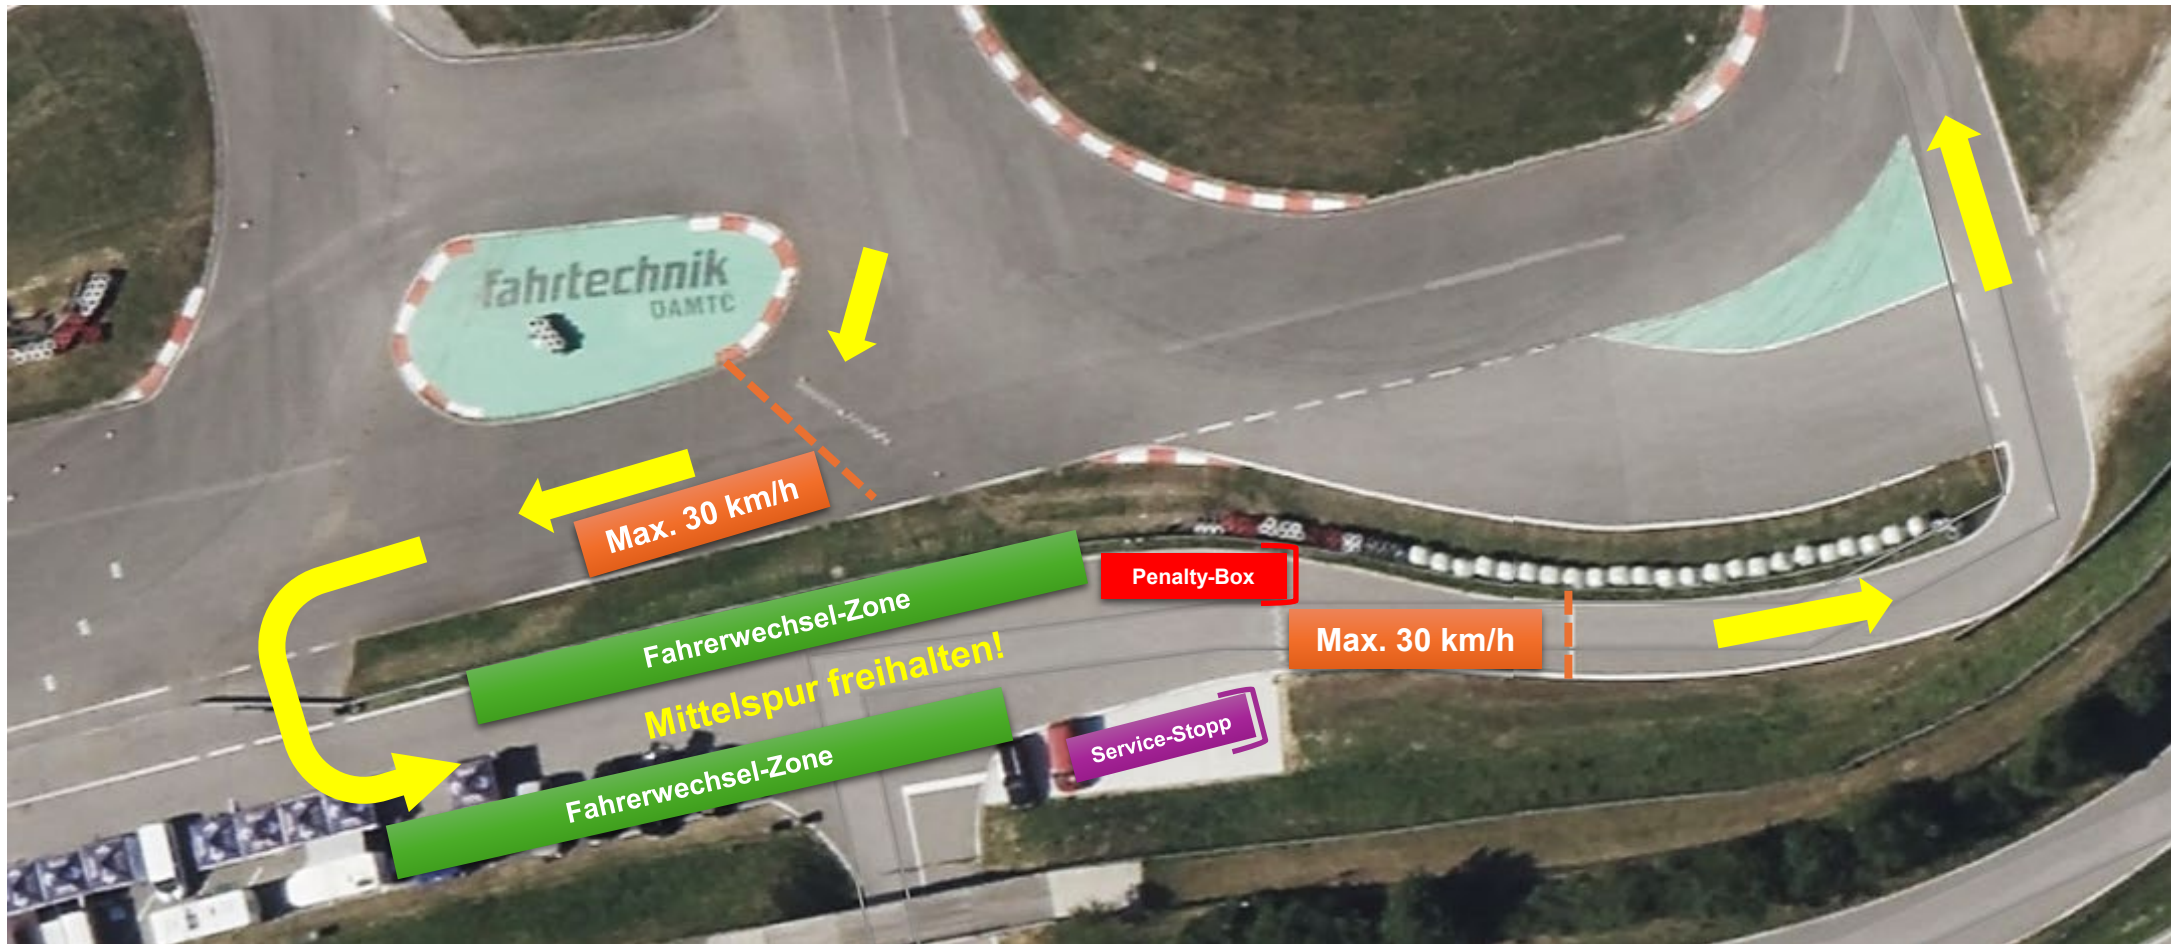 fahrtechnik
ÖAMTC
Max. 30 km/h
Fahrerwechsel-Zone
Penalty-Box
Mittelspur freihalten!
Max. 30 km/h
Fahrerwechsel-Zone
Service-Stopp